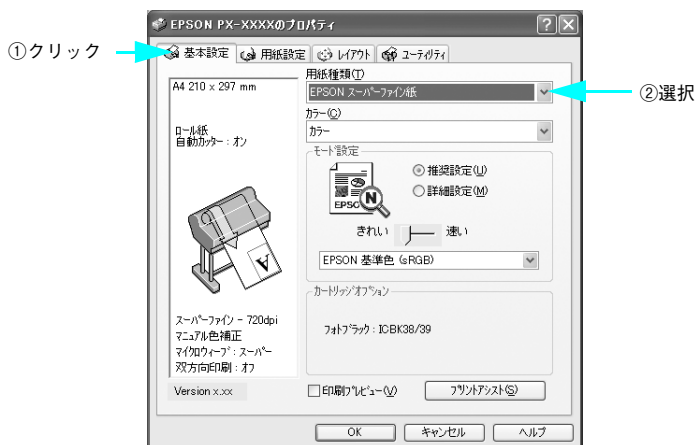 EPSON PX-XXXXのプロパティ
①クリック
基本設定 用紙設定 レイアウト ユーティリティ
A4 210 x 297 mm
ロール紙
自動カッター : オン
用紙種類(T)
EPSON スーパーファイン紙
②選択
カラー(C)
カラー
モード設定
推奨設定(U)
詳細設定(M)
EPSO
N
きれい 速い
EPSON 基準色 (sRGB)
A
カートリッジオプション
フォトブラック : ICBK38/39
スーパーファイン - 720dpi
マニュアル色補正
マイクロウィーブ : スーパー
双方向印刷 : オフ
Version x.xx
印刷プレビュー(V)
プリントアシスト(S)
OK キャンセル ヘルプ